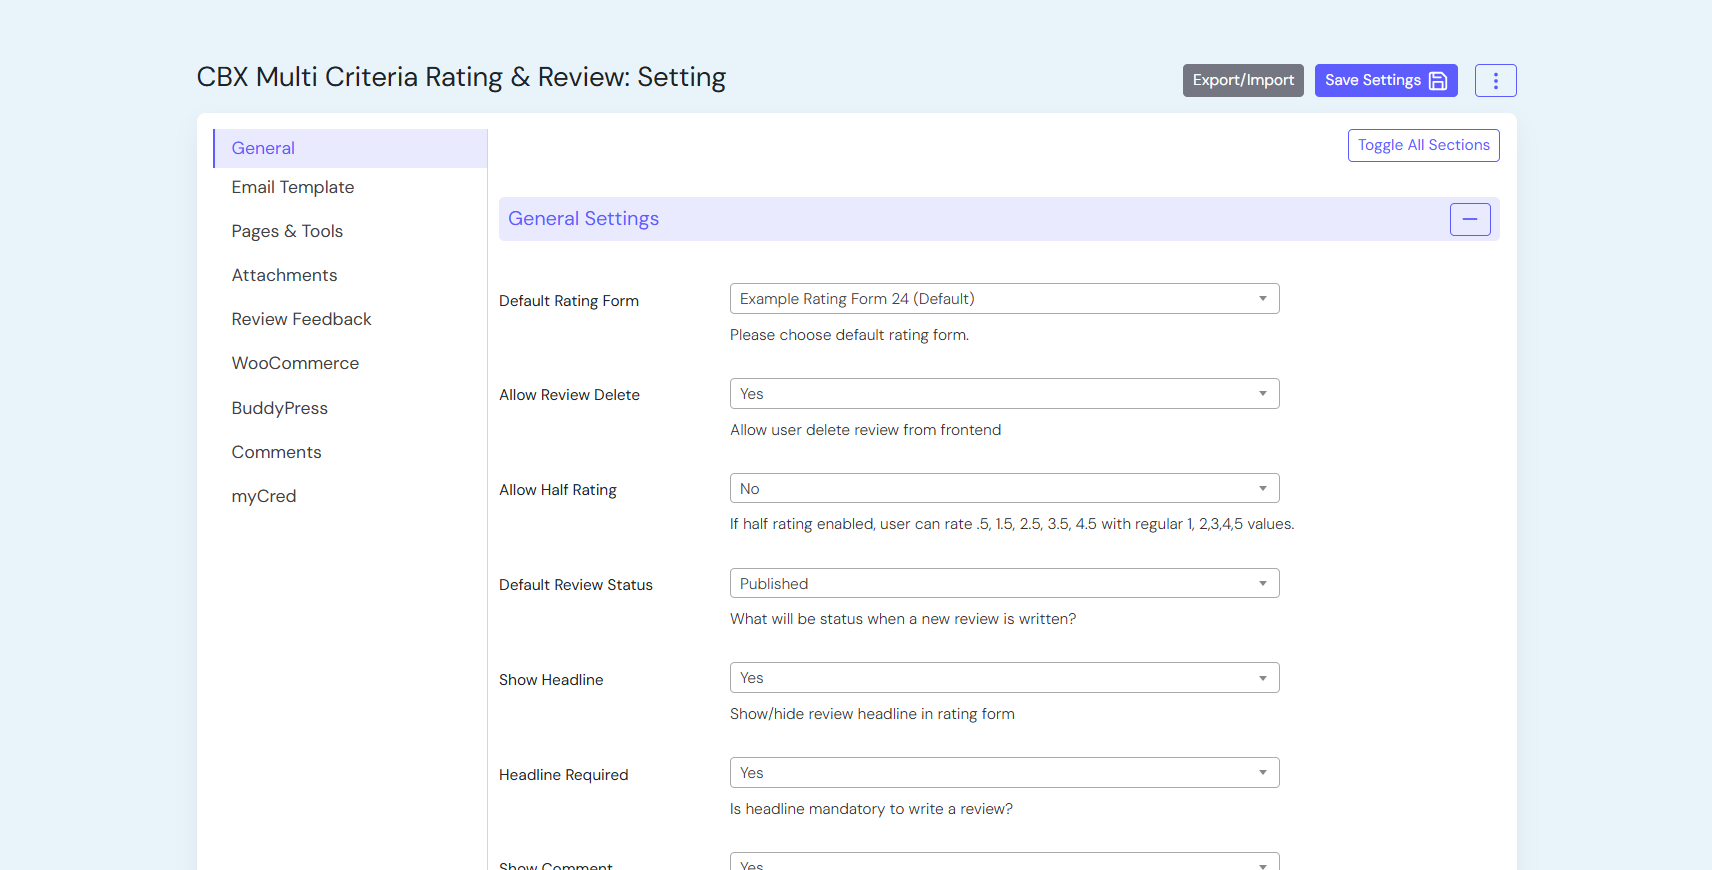 CBX Multi Criteria Rating & Review: Setting
Export/Import
Save Settings
General
Email Template
Pages & Tools
Attachments
Review Feedback
WooCommerce
BuddyPress
Comments
myCred
Toggle All Sections
General Settings
Default Rating Form
Example Rating Form 24 (Default)
Please choose default rating form.
Allow Review Delete
Yes
Allow user delete review from frontend
Allow Half Rating
No
If half rating enabled, user can rate .5, 1.5, 2.5, 3.5, 4.5 with regular 1, 2,3,4,5 values.
Default Review Status
Published
What will be status when a new review is written?
Show Headline
Yes
Show/hide review headline in rating form
Headline Required
Yes
Is headline mandatory to write a review?
Show Comment
Yes